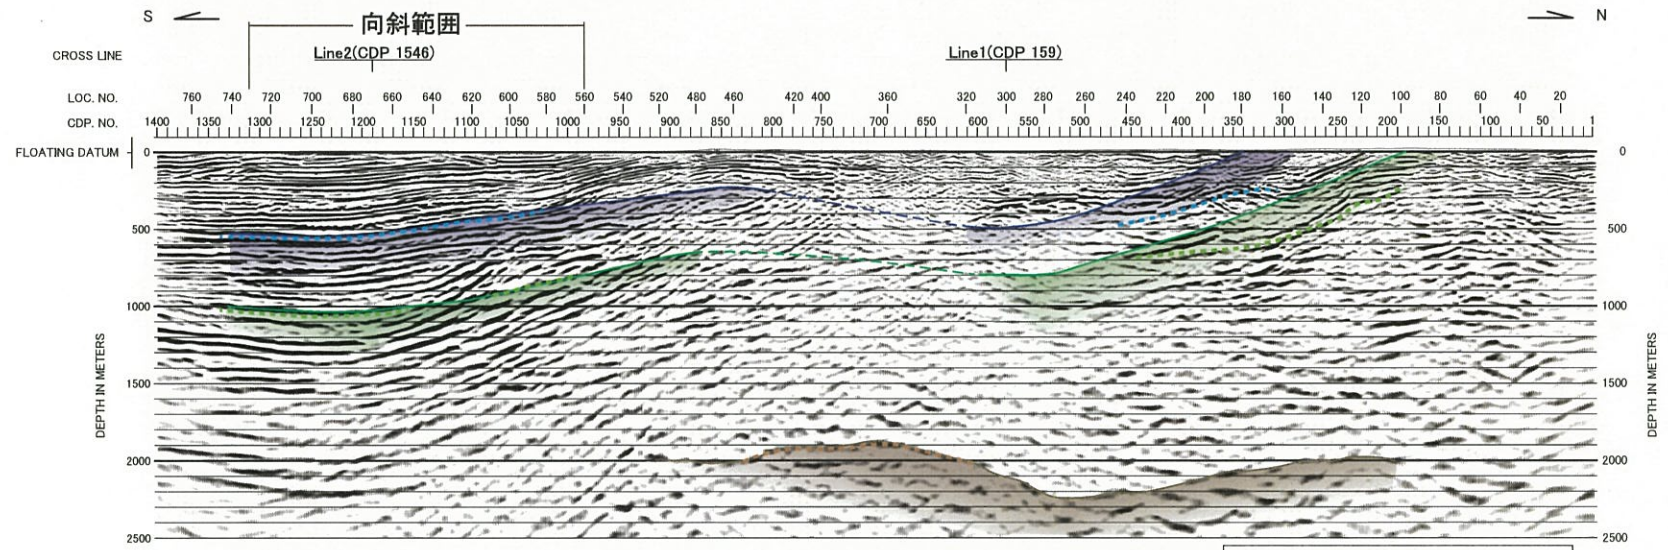 S N
向斜範囲
CROSS LINE Line2(CDP 1546) Line1(CDP 159)
LOC. NO. 760 740 720 700 680 660 640 620 600 580 560 540 520 480 460 420 400 360 320 300 280 260 240 220 200 180 160 140 120 100 80 60 40 20
CDP. NO. 1400 1350 1300 1250 1200 1150 1100 1050 1000 950 900 850 800 750 700 650 600 550 500 450 400 350 300 250 200 150 100 50 1
FLOATING DATUM 0 0
500 500
1000 1000
1500 1500
2000 2000
2500 2500
DEPTH IN METERS
DEPTH IN METERS